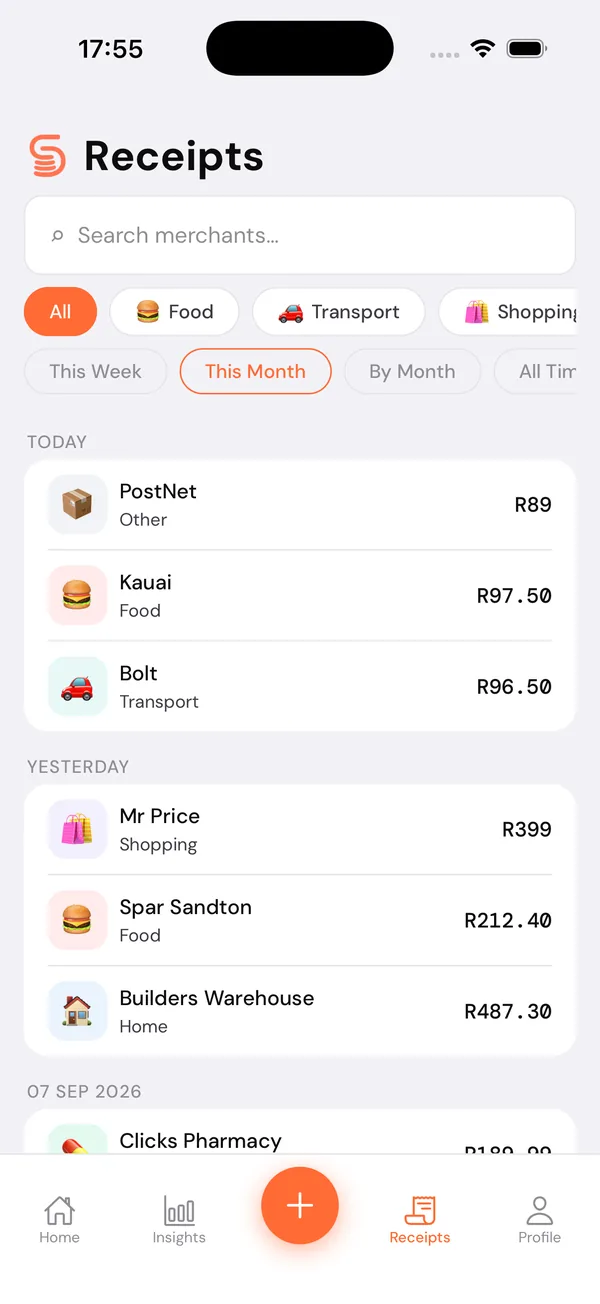 17:55
Receipts
Search merchants...
All
Food
Transport
Shopping
This Week
This Month
By Month
All Tim
TODAY
PostNet
R89
Other
Kauai
R97.50
Food
Bolt
R96.50
Transport
YESTERDAY
Mr Price
R399
Shopping
Spar Sandton
R212.40
Food
Builders Warehouse
R487.30
Home
07 SEP 2026
Clicks Pharmacy
Home
Insights
Receipts
Profile